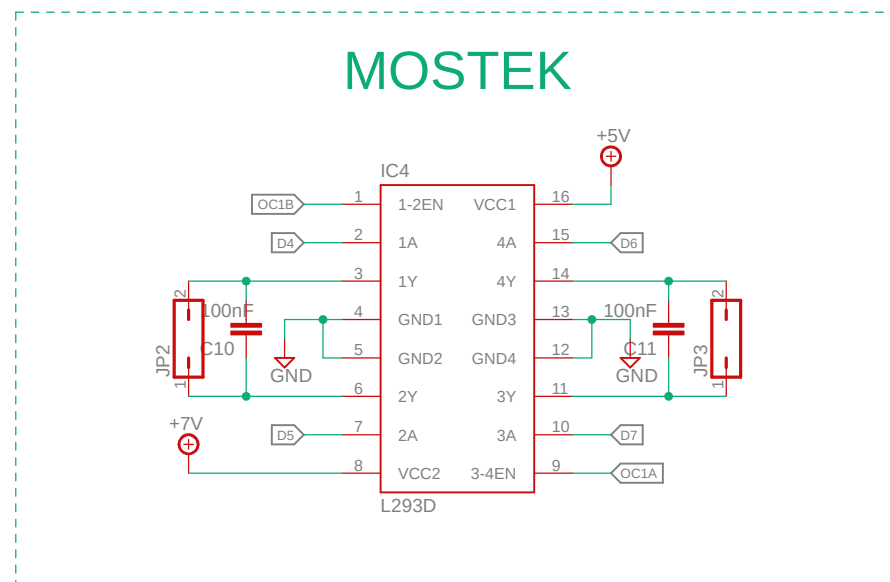 MOSTEK
+5V
IC4
OC1B 1 1-2EN VCC1 16
D4 2 1A 4A 15 D6
3 1Y 4Y 14
2 100nF 4 GND1 GND3 13 100nF 2
JP2 C10 5 GND2 GND4 12 C11 JP3
GND GND
1 6 2Y 3Y 11 1
+7V
D5 7 2A 3A 10 D7
8 VCC2 3-4EN 9 OC1A
L293D